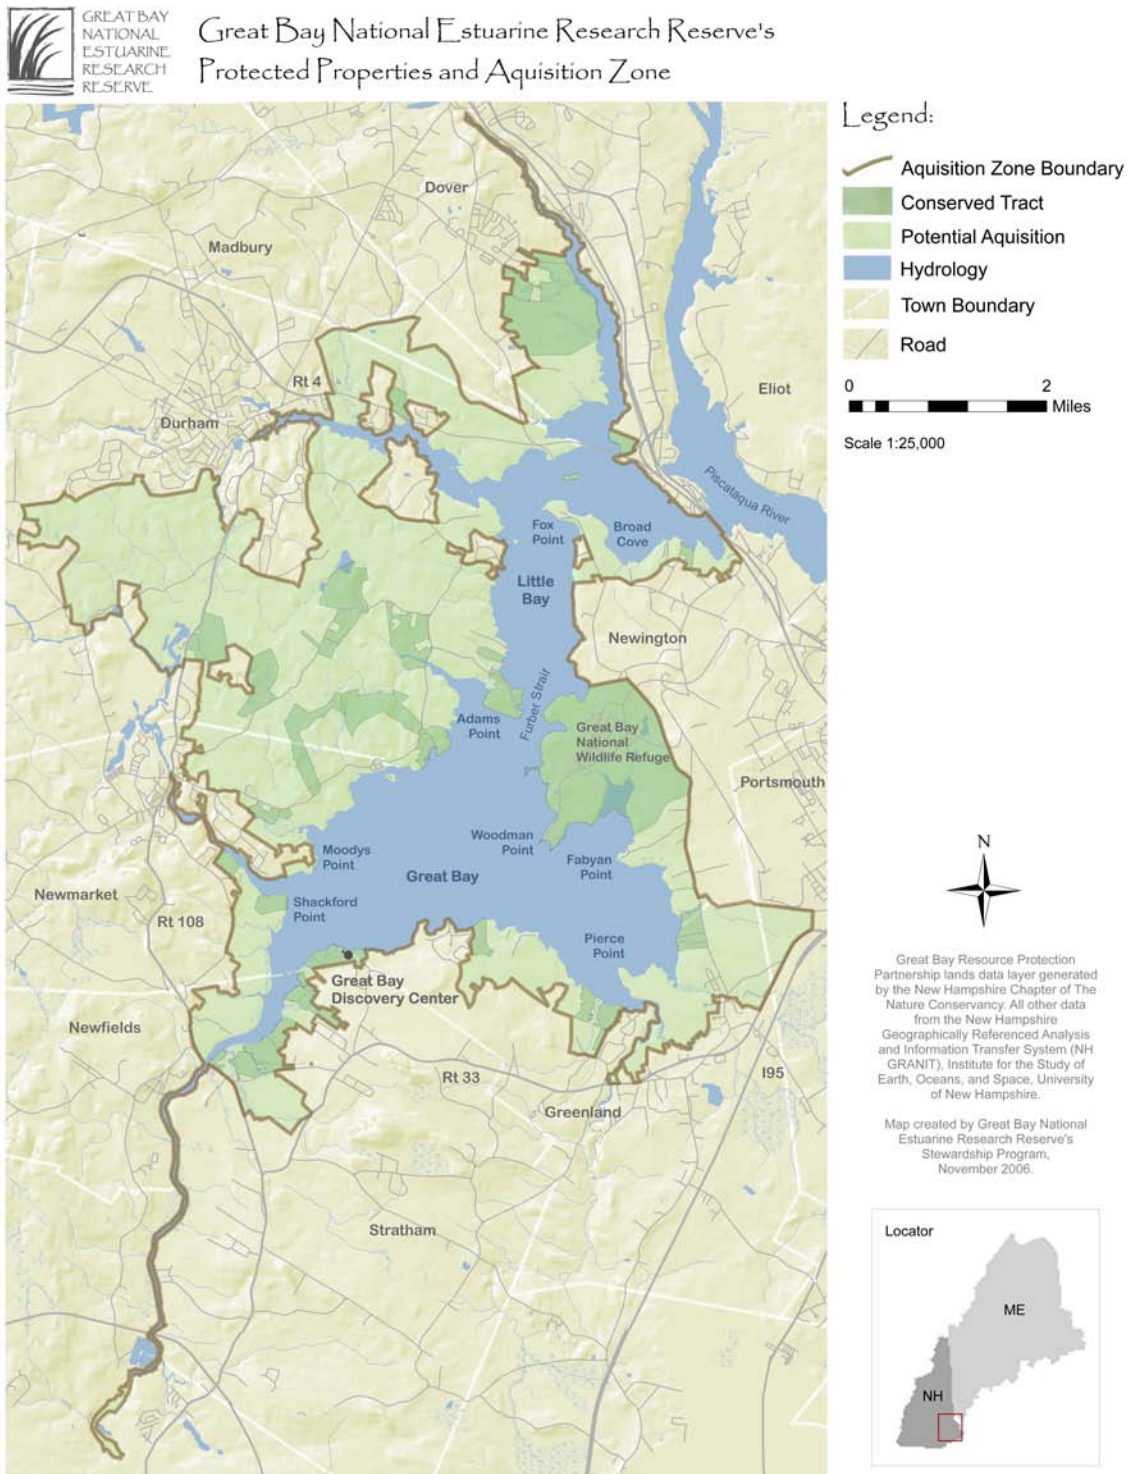 GREAT BAY
NATIONAL
ESTUARINE
RESEARCH
RESERVE
Great Bay National Estuarine Research Reserve's
Protected Properties and Aquisition Zone
Legend:
Aquisition Zone Boundary
Conserved Tract
Potential Aquisition
Hydrology
Town Boundary
Road
0 2
Miles
Scale 1:25,000
Dover
Madbury
Rt 4
Eliot
Durham
Piscataqua River
Fox
Point
Broad
Cove
Little
Bay
Newington
Furber Strait
Adams
Point
Great Bay
National
Wildlife Refuge
Portsmouth
Woodman
Point
Moodys
Point
Fabyan
Point
Great Bay
Newmarket
Rt 108
Shackford
Point
Pierce
Point
Great Bay
Discovery Center
Newfields
Rt 33
I95
Greenland
Stratham
N
Great Bay Resource Protection
Partnership lands data layer generated
by the New Hampshire Chapter of The
Nature Conservancy. All other data
from the New Hampshire
Geographically Referenced Analysis
and Information Transfer System (NH
GRANIT), Institute for the Study of
Earth, Oceans, and Space, University
of New Hampshire.
Map created by Great Bay National
Estuarine Research Reserve's
Stewardship Program,
November 2006.
Locator
ME
NH